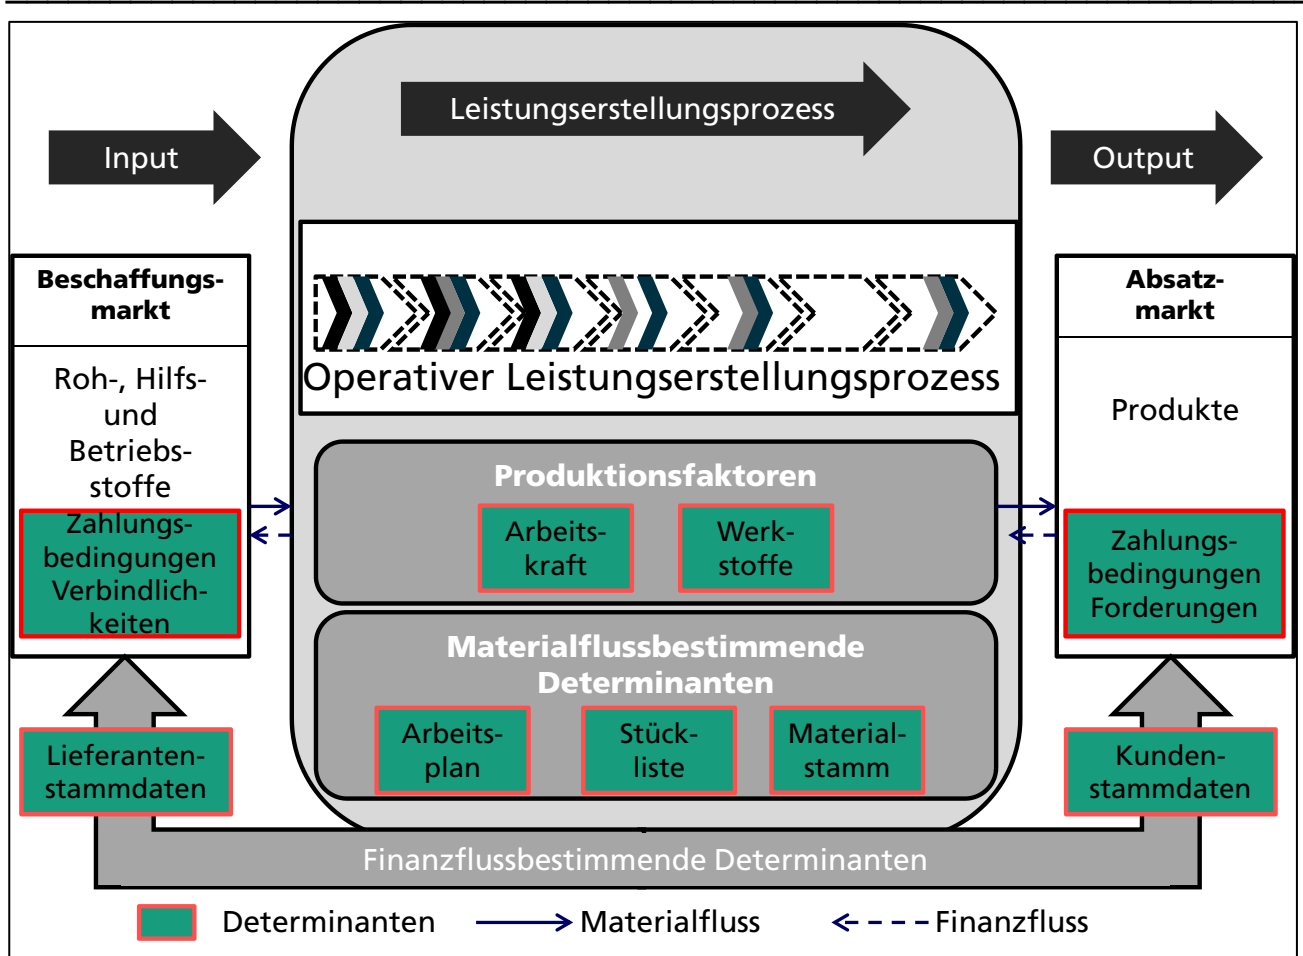 Leistungserstellungsprozess
Input
Output
Beschaffungs-
markt
Roh-, Hilfs-
und
Betriebs-
stoffe
Zahlungs-
bedingungen
Verbindlich-
keiten
Operativer Leistungserstellungsprozess
Produktionsfaktoren
Arbeits-
kraft
Werk-
stoffe
Materialflussbestimmende
Determinanten
Arbeits-
plan
Stück-
liste
Material-
stamm
Absatz-
markt
Produkte
Zahlungs-
bedingungen
Forderungen
Lieferanten-
stammdaten
Kunden-
stammdaten
Finanzflussbestimmende Determinanten
Determinanten
Materialfluss
Finanzfluss